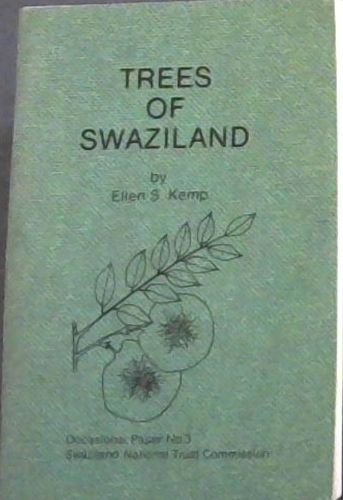 TREES
OF
SWAZILAND
by
Ellen S. Kemp
Occasional Paper No.3
Swaziland National Trust Commission